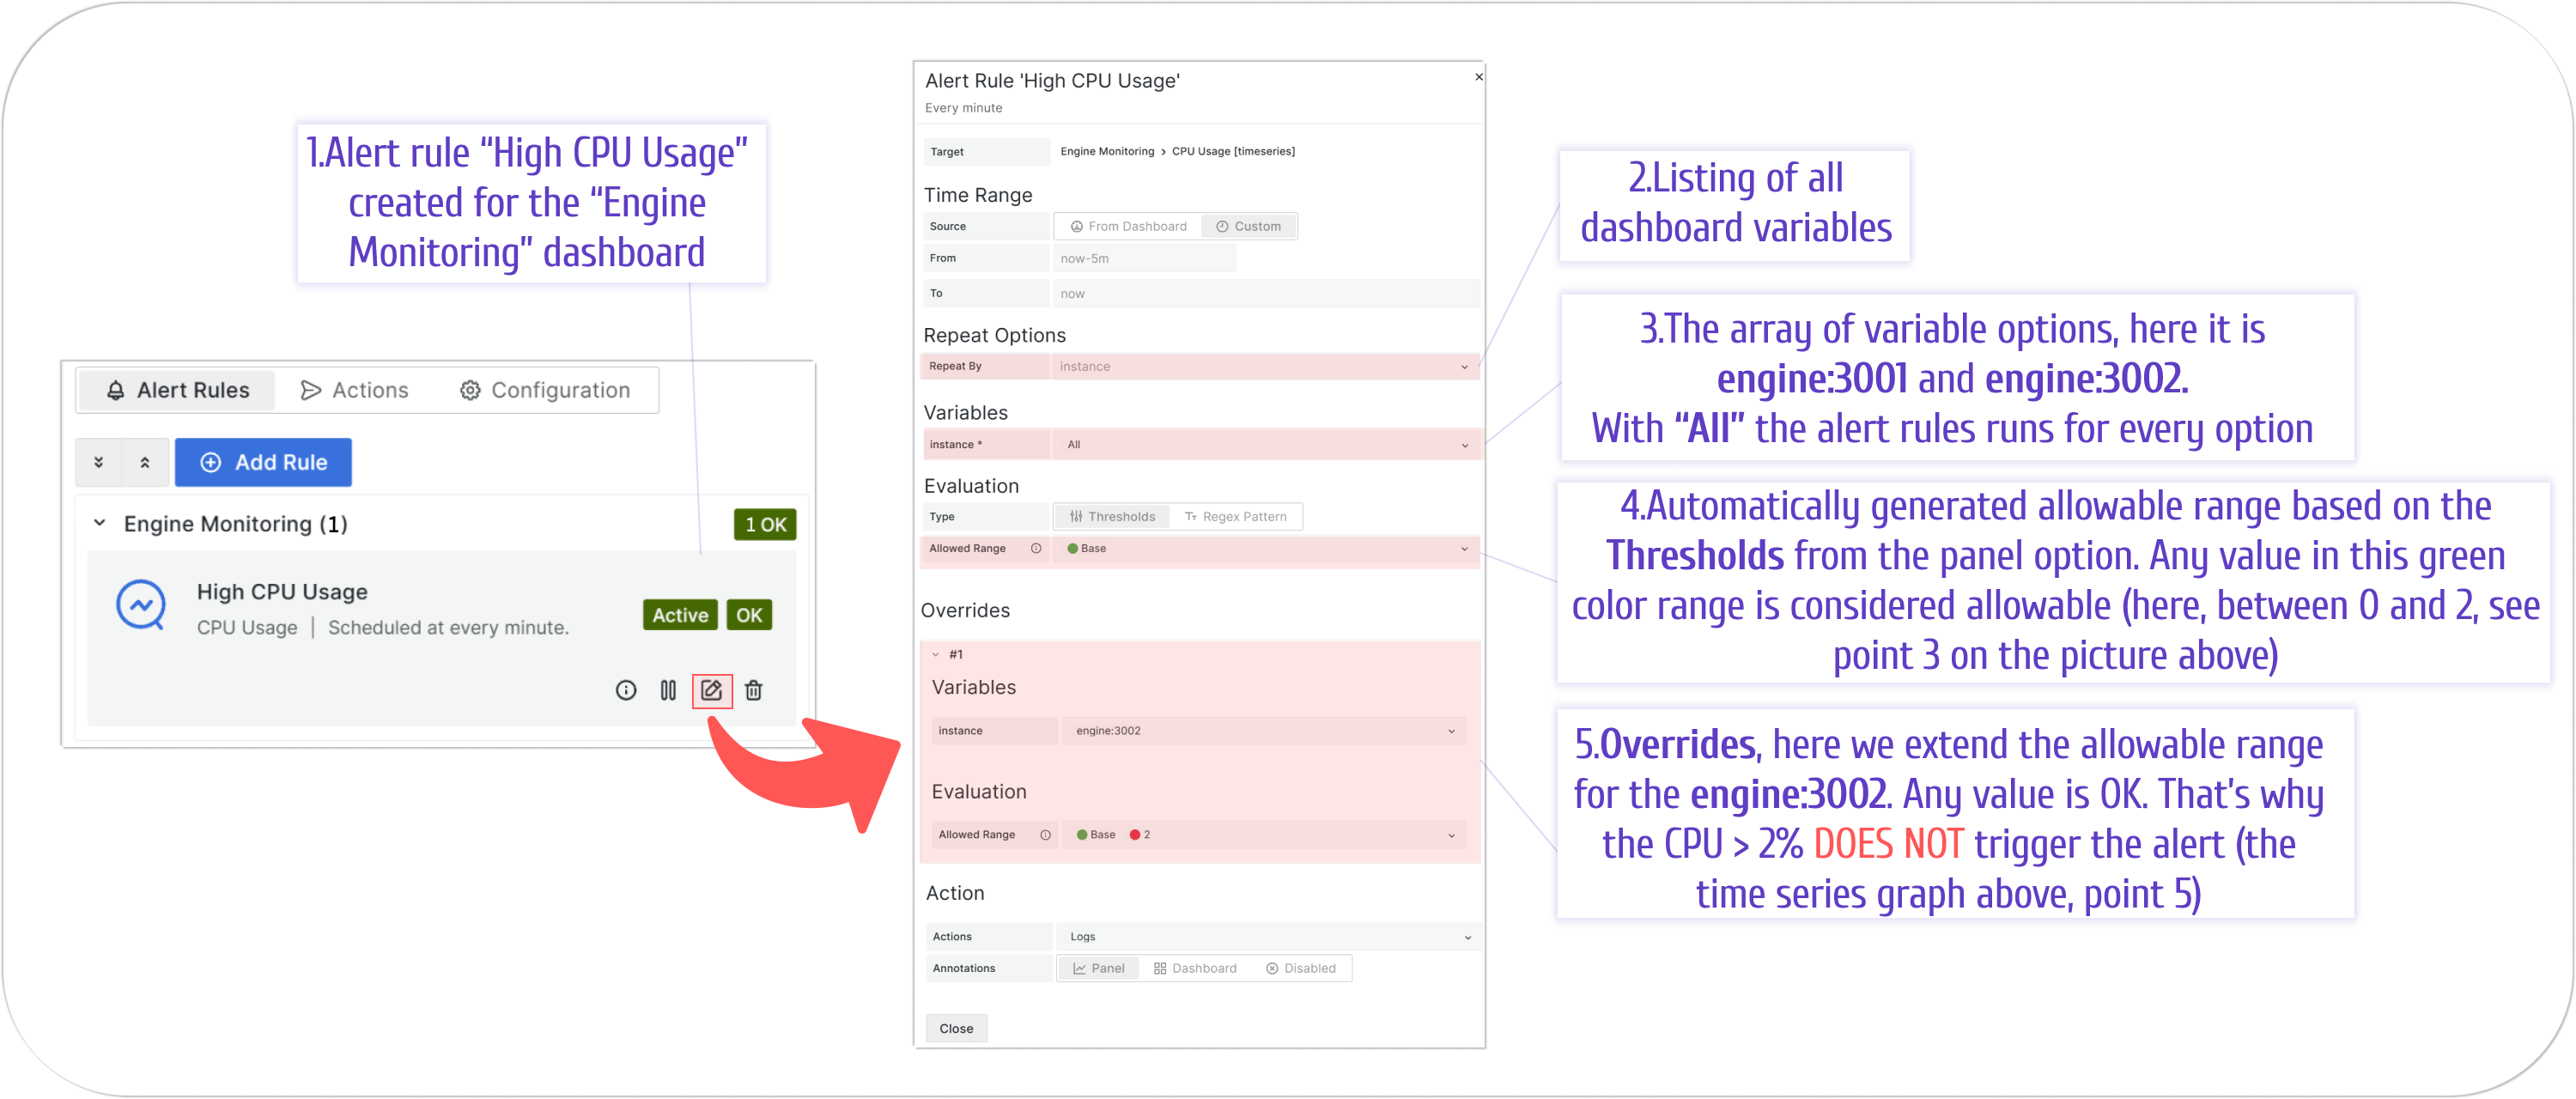 1.Alert rule “High CPU Usage”
created for the “Engine
Monitoring” dashboard
Alert Rules
Actions
Configuration
Add Rule
Engine Monitoring (1)
1 OK
High CPU Usage
CPU Usage | Scheduled at every minute.
Active
OK
Alert Rule 'High CPU Usage'
Every minute
Target
Engine Monitoring > CPU Usage [timeseries]
Time Range
Source
From Dashboard
Custom
From
now-5m
To
now
Repeat Options
Repeat By
instance
Variables
instance *
All
Evaluation
Type
Thresholds
Regex Pattern
Allowed Range
Base
Overrides
#1
Variables
instance
engine:3002
Evaluation
Allowed Range
Base
2
Action
Actions
Logs
Annotations
Panel
Dashboard
Disabled
Close
2.Listing of all
dashboard variables
3.The array of variable options, here it is
engine:3001 and engine:3002.
With “All” the alert rules runs for every option
4.Automatically generated allowable range based on the
Thresholds from the panel option. Any value in this green
color range is considered allowable (here, between 0 and 2, see
point 3 on the picture above)
5.Overrides, here we extend the allowable range
for the engine:3002. Any value is OK. That's why
the CPU > 2% DOES NOT trigger the alert (the
time series graph above, point 5)